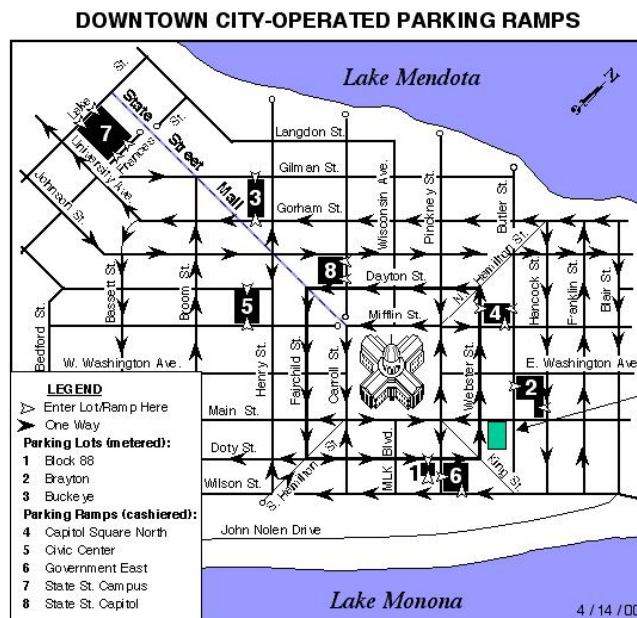 DOWNTOWN CITY-OPERATED PARKING RAMPS
Lake Mendota
N
St.
St.
Lake
State Street Mall
7
Frances
University Ave.
Johnson St.
Langdon St.
Gilman St.
3
Gorham St.
Wisconsin Ave.
Pinckney St.
Butler St.
8
Dayton St.
N. Hamilton St.
Bassett St.
Broom St.
Hancock St.
Franklin St.
Blair St.
5
Mifflin St.
4
Bedford St.
W. Washington Ave.
Henry St.
Fairchild St.
Carroll St.
Webster St.
E. Washington Ave.
2
LEGEND
Enter Lot/Ramp Here
One Way
Parking Lots (metered):
1 Block 88
2 Brayton
3 Buckeye
Parking Ramps (cashiered):
4 Capitol Square North
5 Civic Center
6 Government East
7 State St. Campus
8 State St. Capitol
Main St.
Doty St.
Wilson St.
S. Hamilton St.
MLK Blvd.
1
6
King St.
John Nolen Drive
Lake Monona
4 / 14 / 00